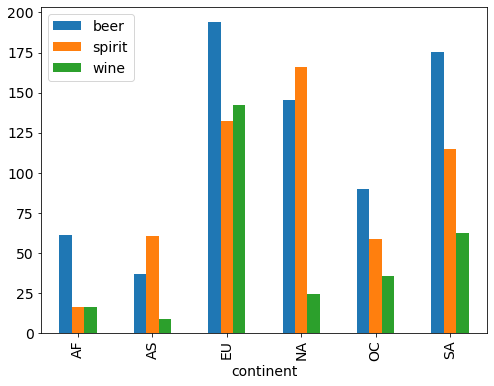 200
175
150
125
100
75
50
25
0
beer
spirit
wine
AF
AS
EU
NA
OC
SA
continent